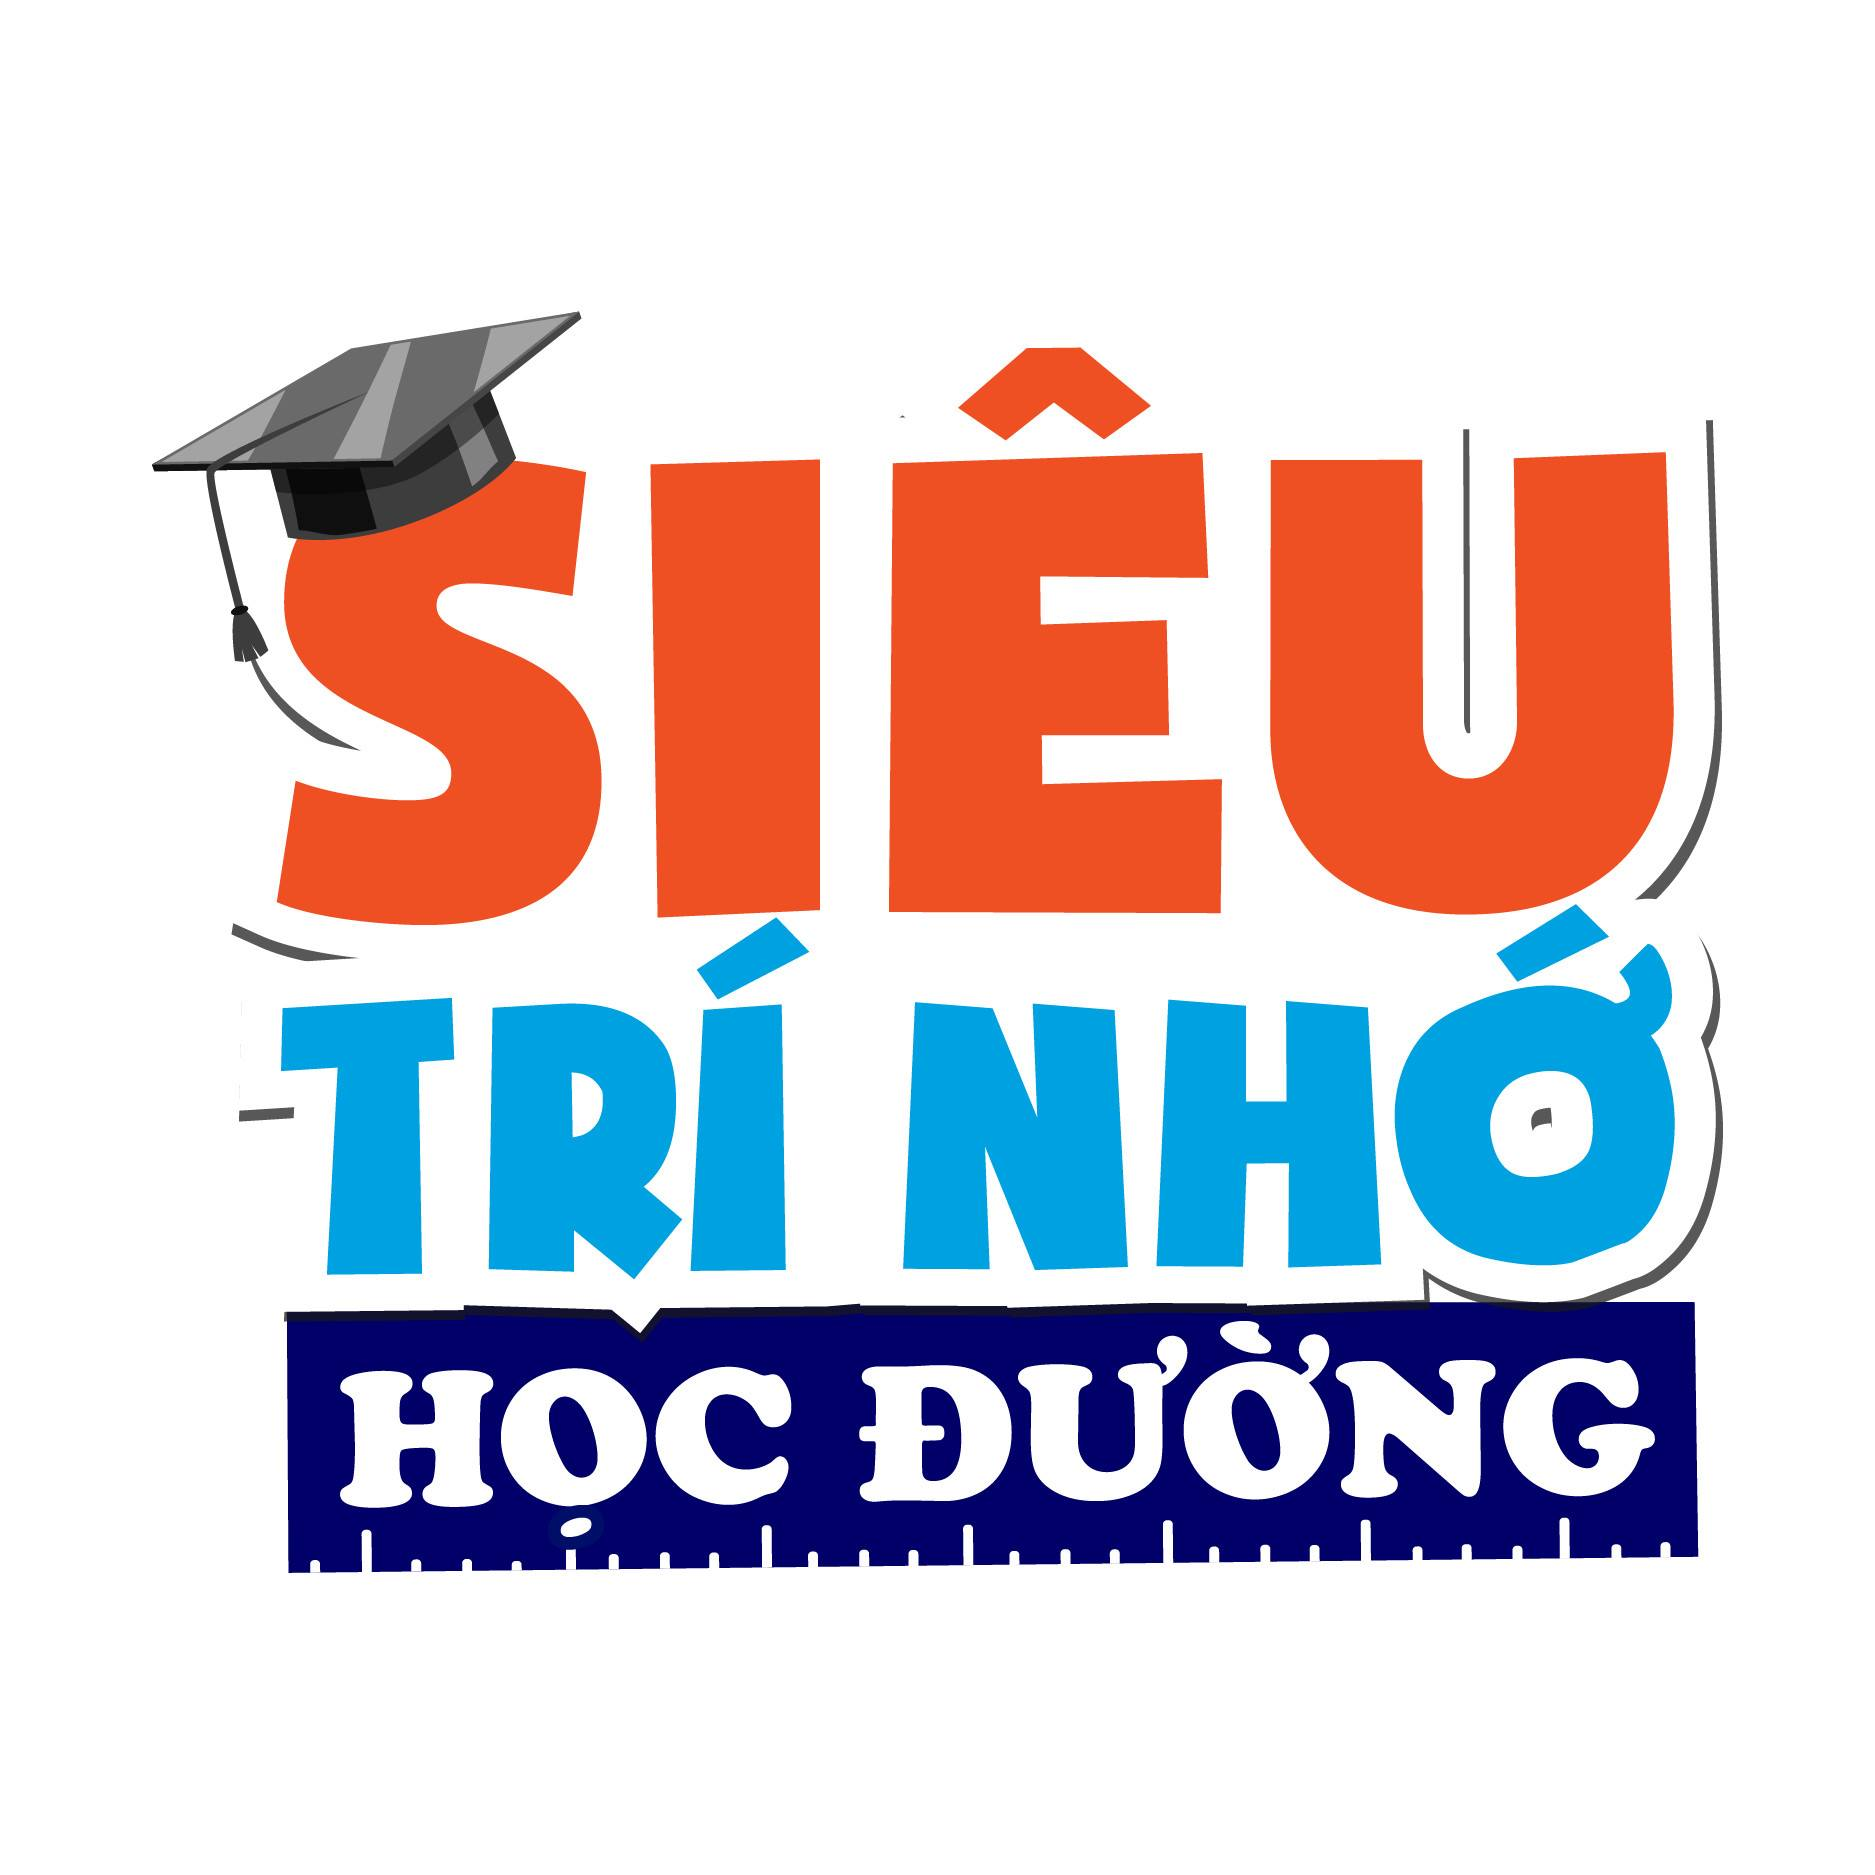 SIÊU
TRÍ NHỚ
HỌC ĐƯỜNG